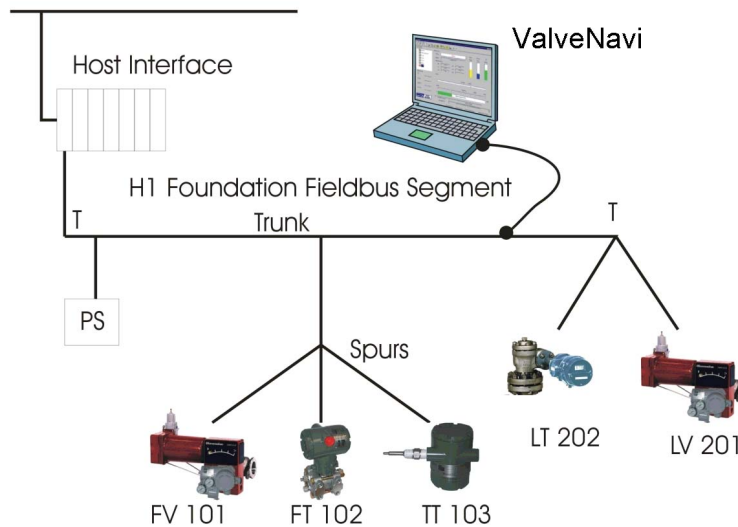 ValveNavi
Host Interface
H1 Foundation Fieldbus Segment
T
Trunk
T
PS
Spurs
LT 202
LV 201
FV 101
FT 102
TT 103